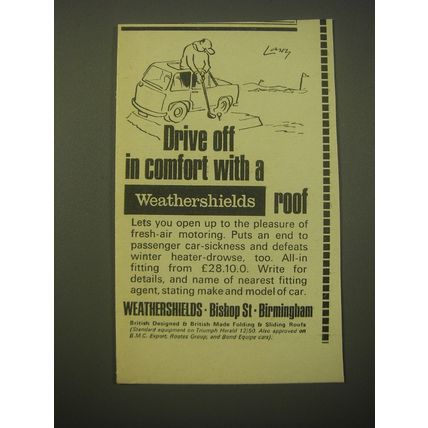 Larry
Drive off
in comfort with a
Weathershields roof
Lets you open up to the pleasure of
fresh-air motoring. Puts an end to
passenger car-sickness and defeats
winter heater-drowse, too. All-in
fitting from £28.10.0. Write for
details, and name of nearest fitting
agent, stating make and model of car.
WEATHERSHIELDS · Bishop St · Birmingham
British Designed & British Made Folding & Sliding Roofs
(Standard equipment on Triumph Herald 12/50. Also approved on
B.M.C. Export, Rootes Group, and Bond Equipe cars).